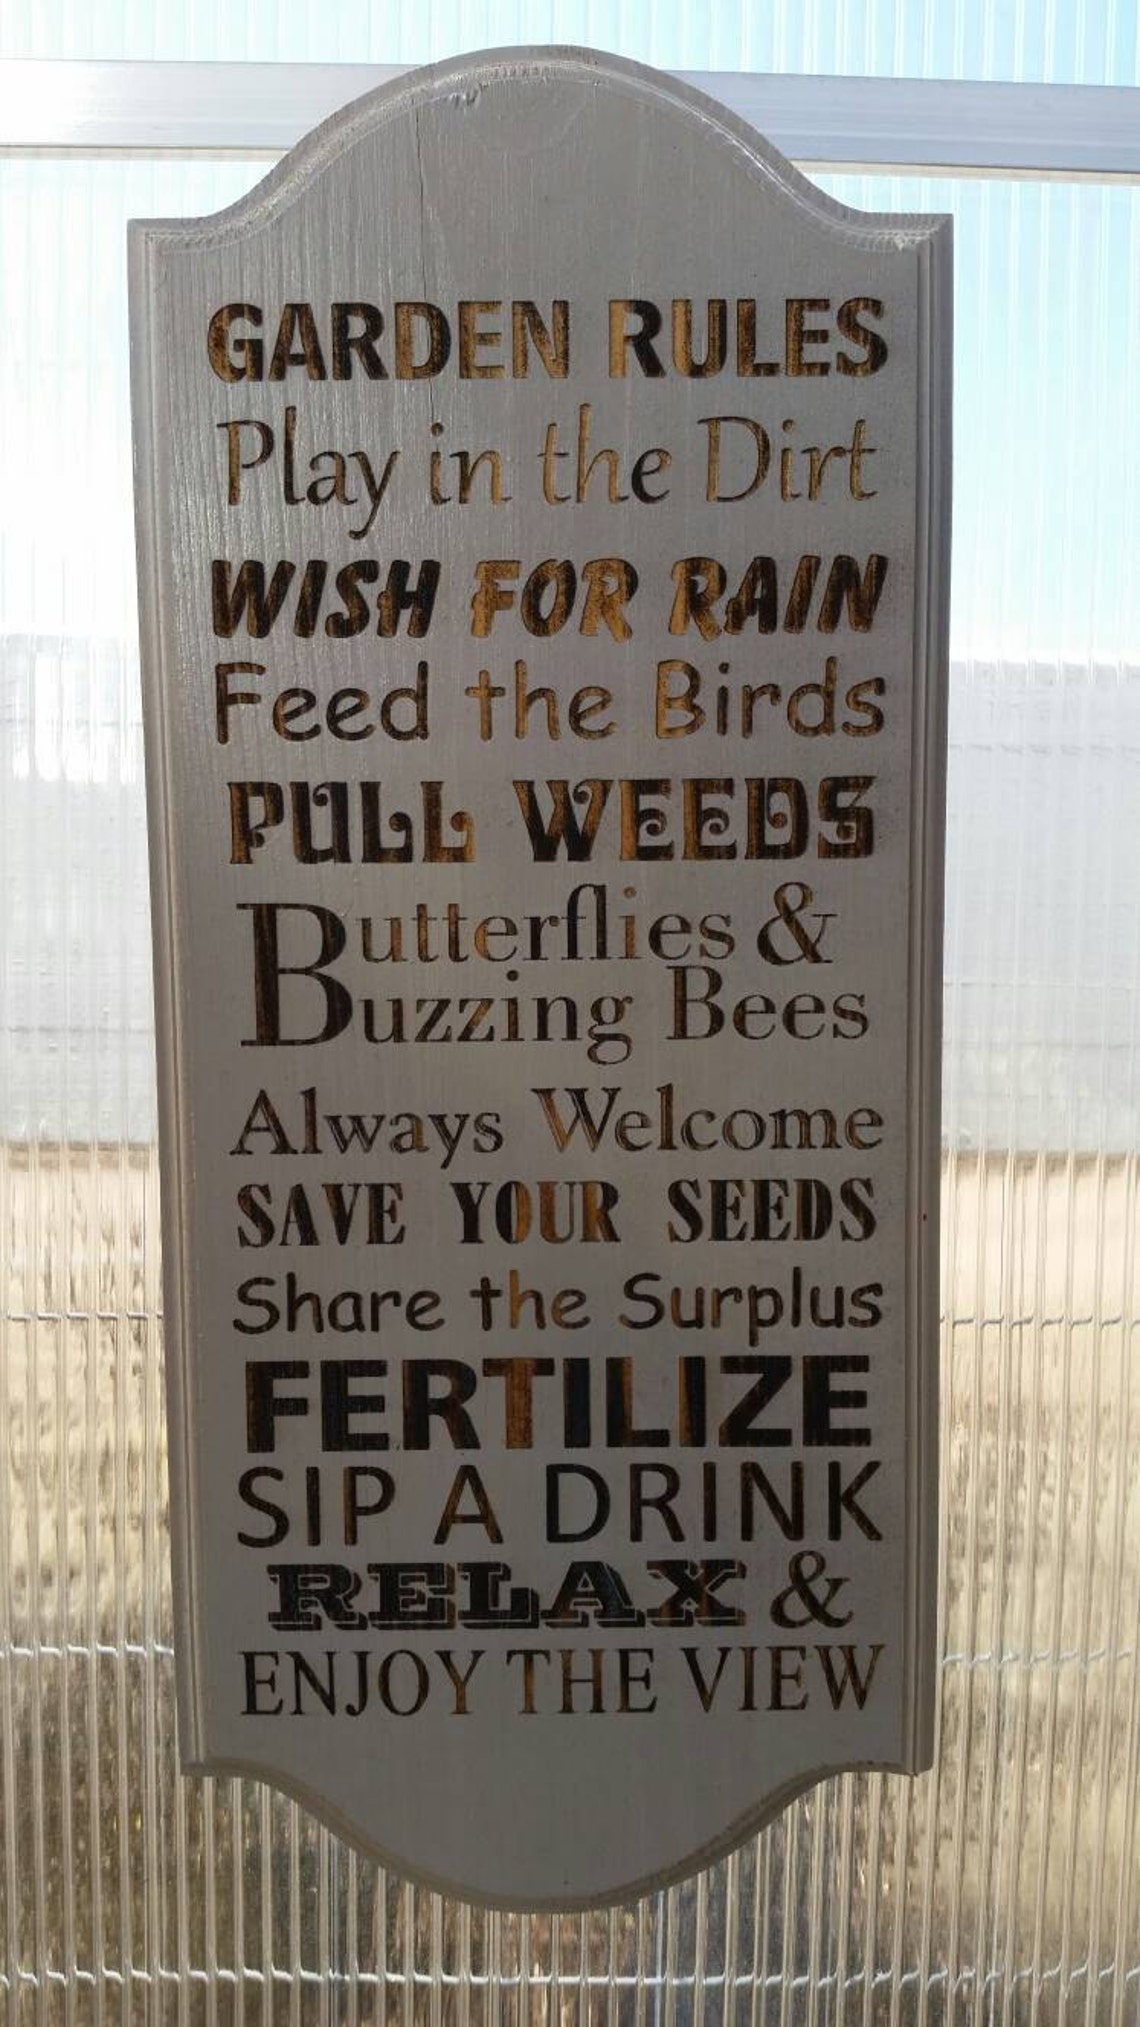 GARDEN RULES
Play in the Dirt
WISH FOR RAIN
Feed the Birds
PULL WEEDS
Butterflies &
Buzzing Bees
Always Welcome
SAVE YOUR SEEDS
Share the Surplus
FERTILIZE
SIP A DRINK
RELAX &
ENJOY THE VIEW